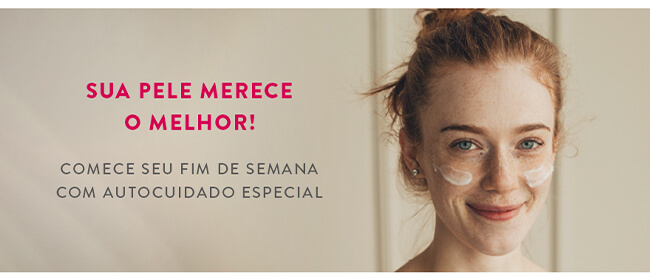 SUA PELE MERECE
O MELHOR!
COMECE SEU FIM DE SEMANA
COM AUTOCUIDADO ESPECIAL